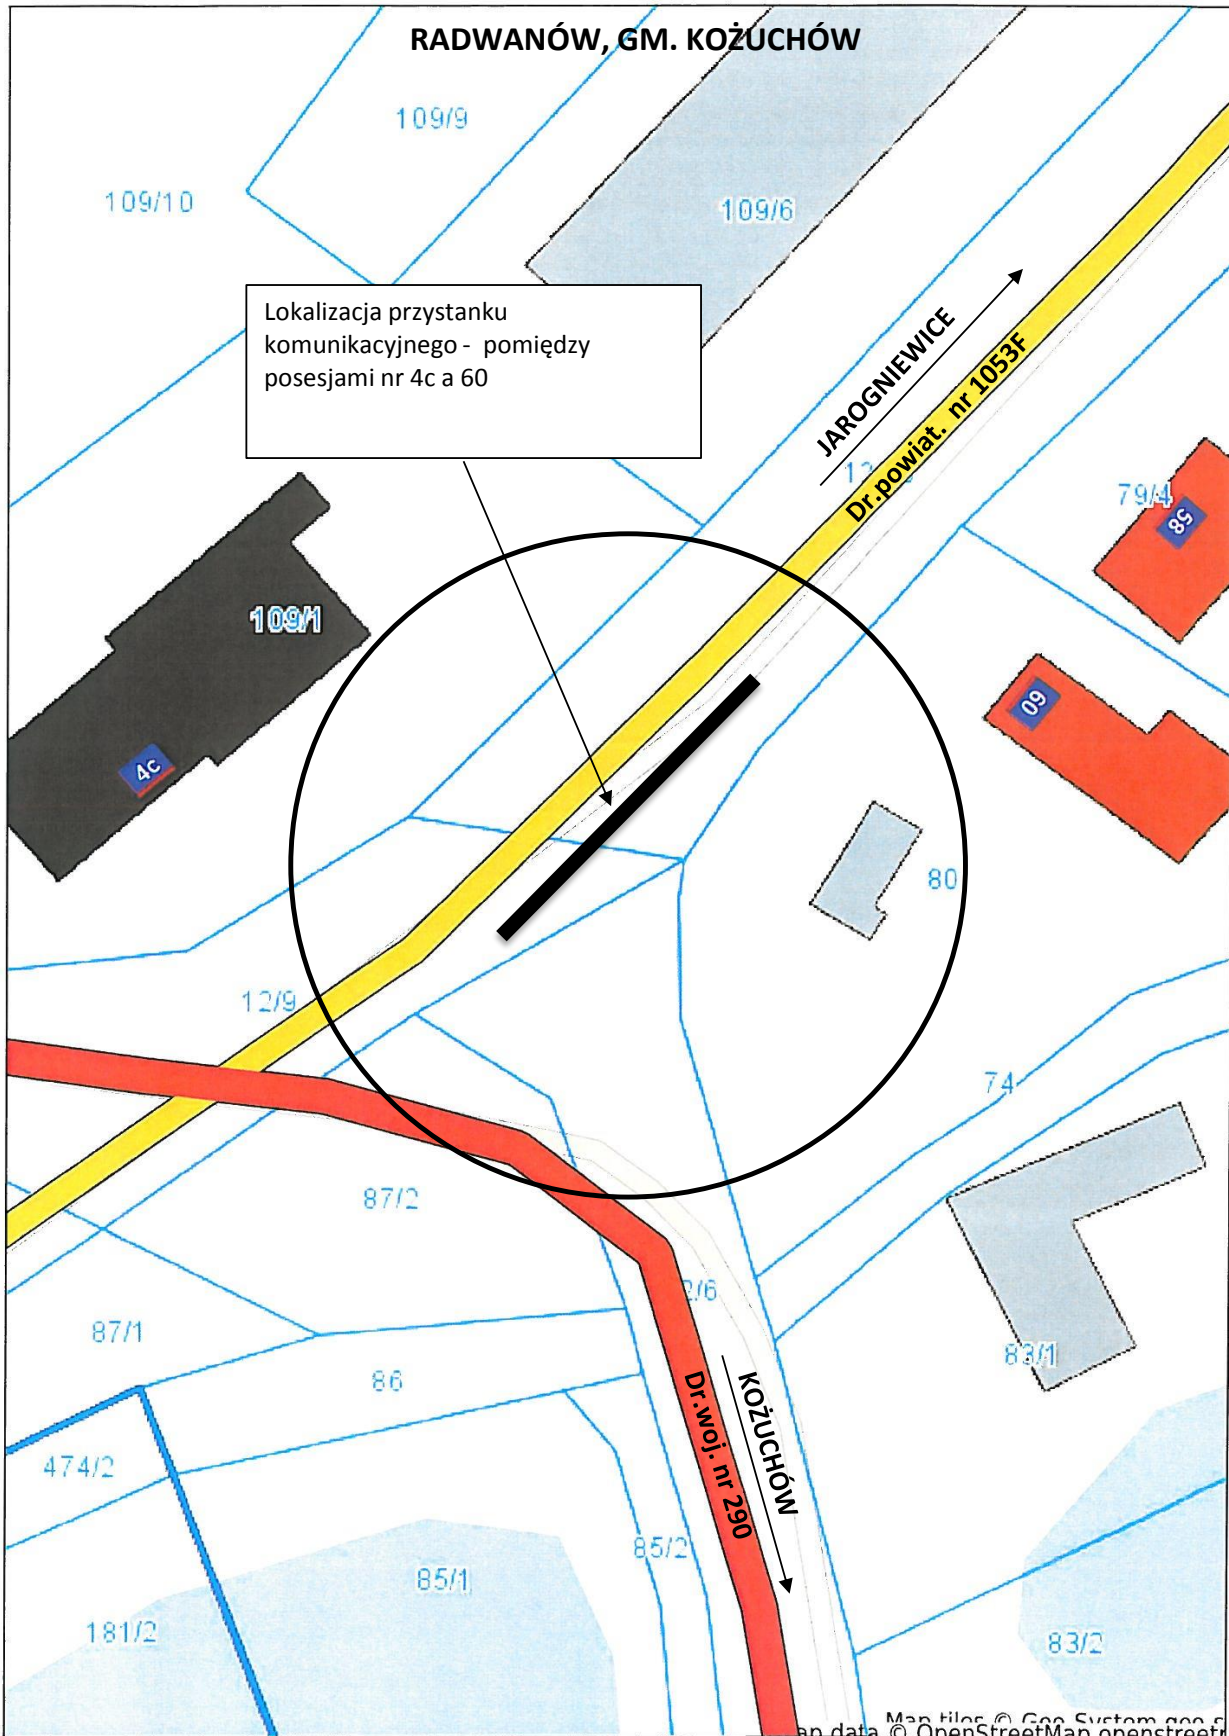 RADWANÓW, GM. KOŻUCHÓW
109/9
109/10
109/6
Lokalizacja przystanku
komunikacyjnego - pomiędzy
posesjami nr 4c a 60
JAROGNIEWICE
Dr.powiat. nr 1053F
79/4
58
109/1
60
4c
80
12/9
74
87/2
2/6
87/1
83/1
86
KOŻUCHÓW
Dr.woj. nr 290
474/2
85/2
85/1
181/2
83/2
Map tiles © Geo-System geo-s
ap data © OpenStreetMap openstreet